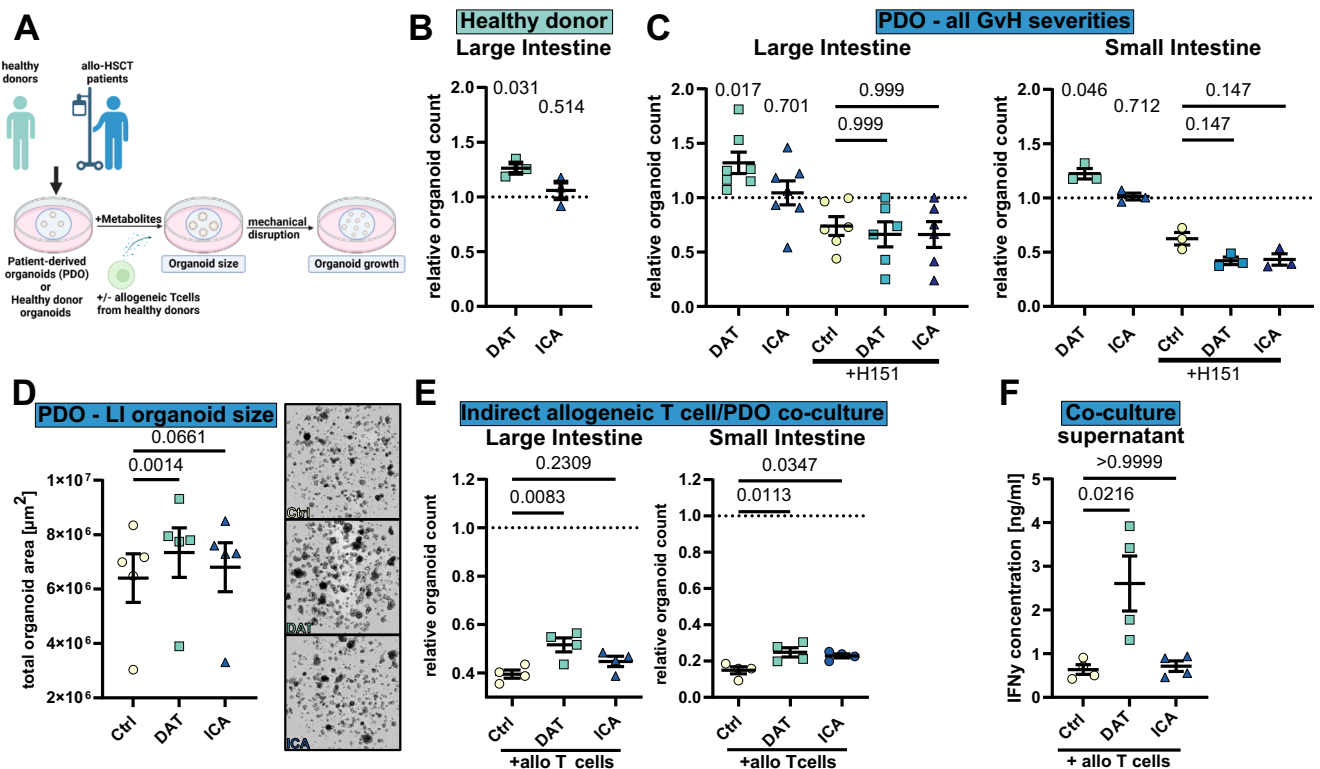 A
healthy
donors
allo-HSCT
patients
+Metabolites
mechanical
disruption
Organoid size
Organoid growth
Patient-derived
organoids (PDO)
or
Healthy donor
organoids
+/- allogeneic Tcells
from healthy donors
B
Healthy donor
Large Intestine
relative organoid count
2.0
1.5
1.0
0.5
0.0
0.031
0.514
DAT
ICA
C
PDO - all GvH severities
Large Intestine
relative organoid count
2.0
1.5
1.0
0.5
0.0
0.017
0.701
0.999
0.999
DAT
ICA
Ctrl
DAT
ICA
+H151
Small Intestine
relative organoid count
2.0
1.5
1.0
0.5
0.0
0.046
0.712
0.147
0.147
DAT
ICA
Ctrl
DAT
ICA
+H151
D
PDO - LI organoid size
0.0661
0.0014
total organoid area [µm²]
1×10⁷
8×10⁶
6×10⁶
4×10⁶
2×10⁶
Ctrl
DAT
ICA
Ctrl
DAT
ICA
E
Indirect allogeneic T cell/PDO co-culture
Large Intestine
0.2309
0.0083
relative organoid count
1.2
1.0
0.8
0.6
0.4
Ctrl
DAT
ICA
+allo T cells
Small Intestine
0.0347
0.0113
relative organoid count
1.2
1.0
0.8
0.6
0.4
0.2
0.0
Ctrl
DAT
ICA
+allo Tcells
F
Co-culture
supernatant
>0.9999
0.0216
IFNy concentration [ng/ml]
5
4
3
2
1
0
Ctrl
DAT
ICA
+ allo T cells